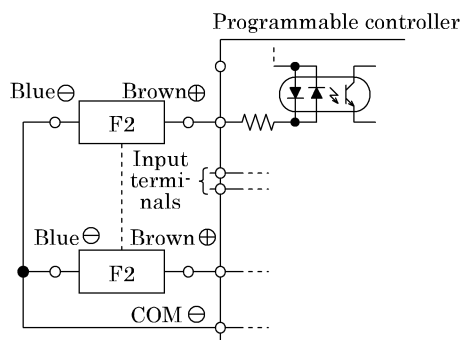 Programmable controller
Blue⊖
Brown⊕
F2
Input
termi-
nals
Blue⊖
Brown⊕
F2
COM⊖